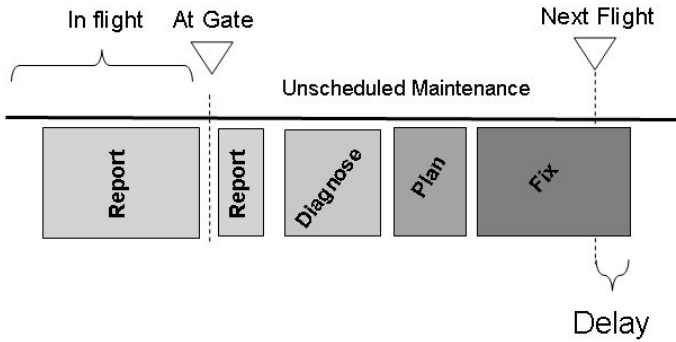 In flight
At Gate
Next Flight
Unscheduled Maintenance
Report
Report
Diagnose
Plan
Fix
Delay